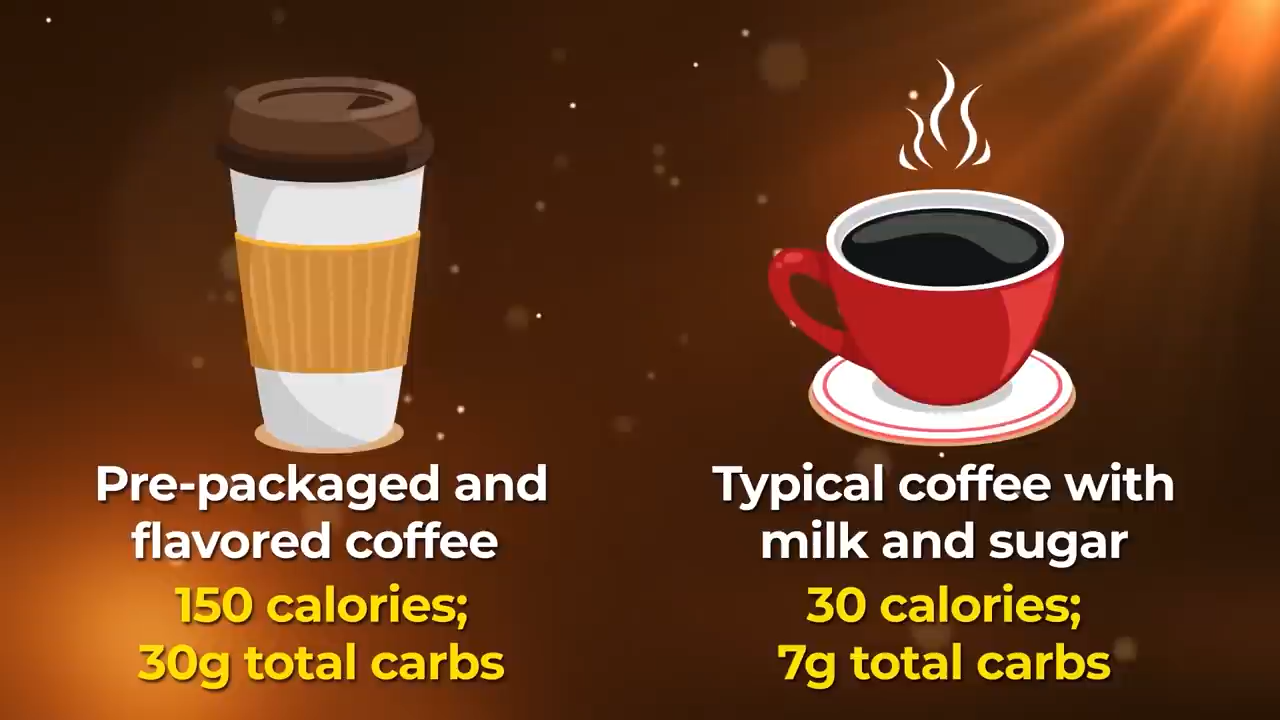 Pre-packaged and
flavored coffee
150 calories;
30g total carbs
Typical coffee with
milk and sugar
30 calories;
7g total carbs